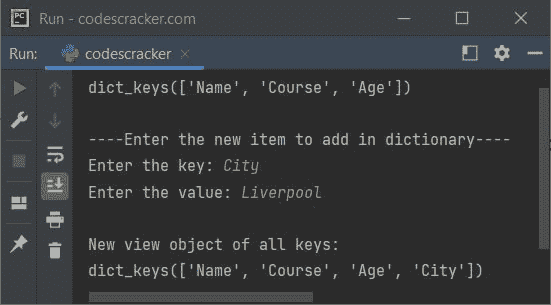 Run - codescracker.com
Run: codescracker
dict_keys(['Name', 'Course', 'Age'])
----Enter the new item to add in dictionary----
Enter the key: City
Enter the value: Liverpool
New view object of all keys:
dict_keys(['Name', 'Course', 'Age', 'City'])